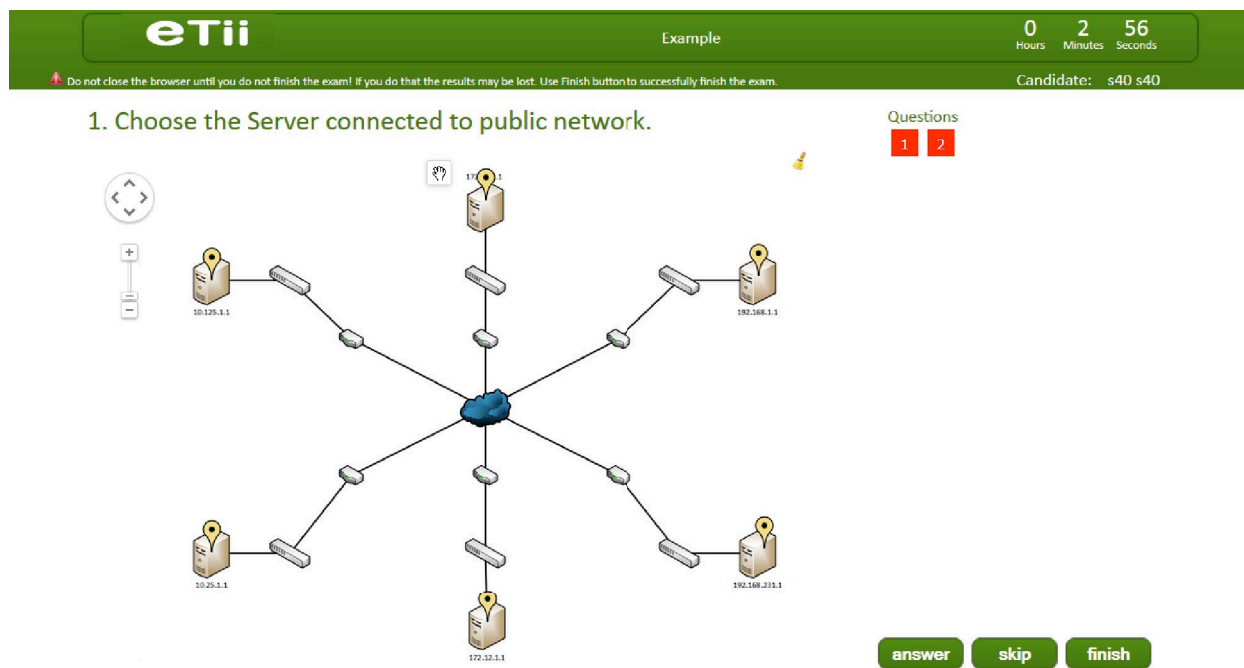 eTii
Example
0 2 56
Hours Minutes Seconds
Do not close the browser until you do not finish the exam! If you do that the results may be lost. Use Finish button to successfully finish the exam.
Candidate: s40 s40
1. Choose the Server connected to public network.
Questions
1 2
10.125.1.1
192.168.1.1
10.25.1.1
192.168.231.1
172.12.1.1
answer skip finish